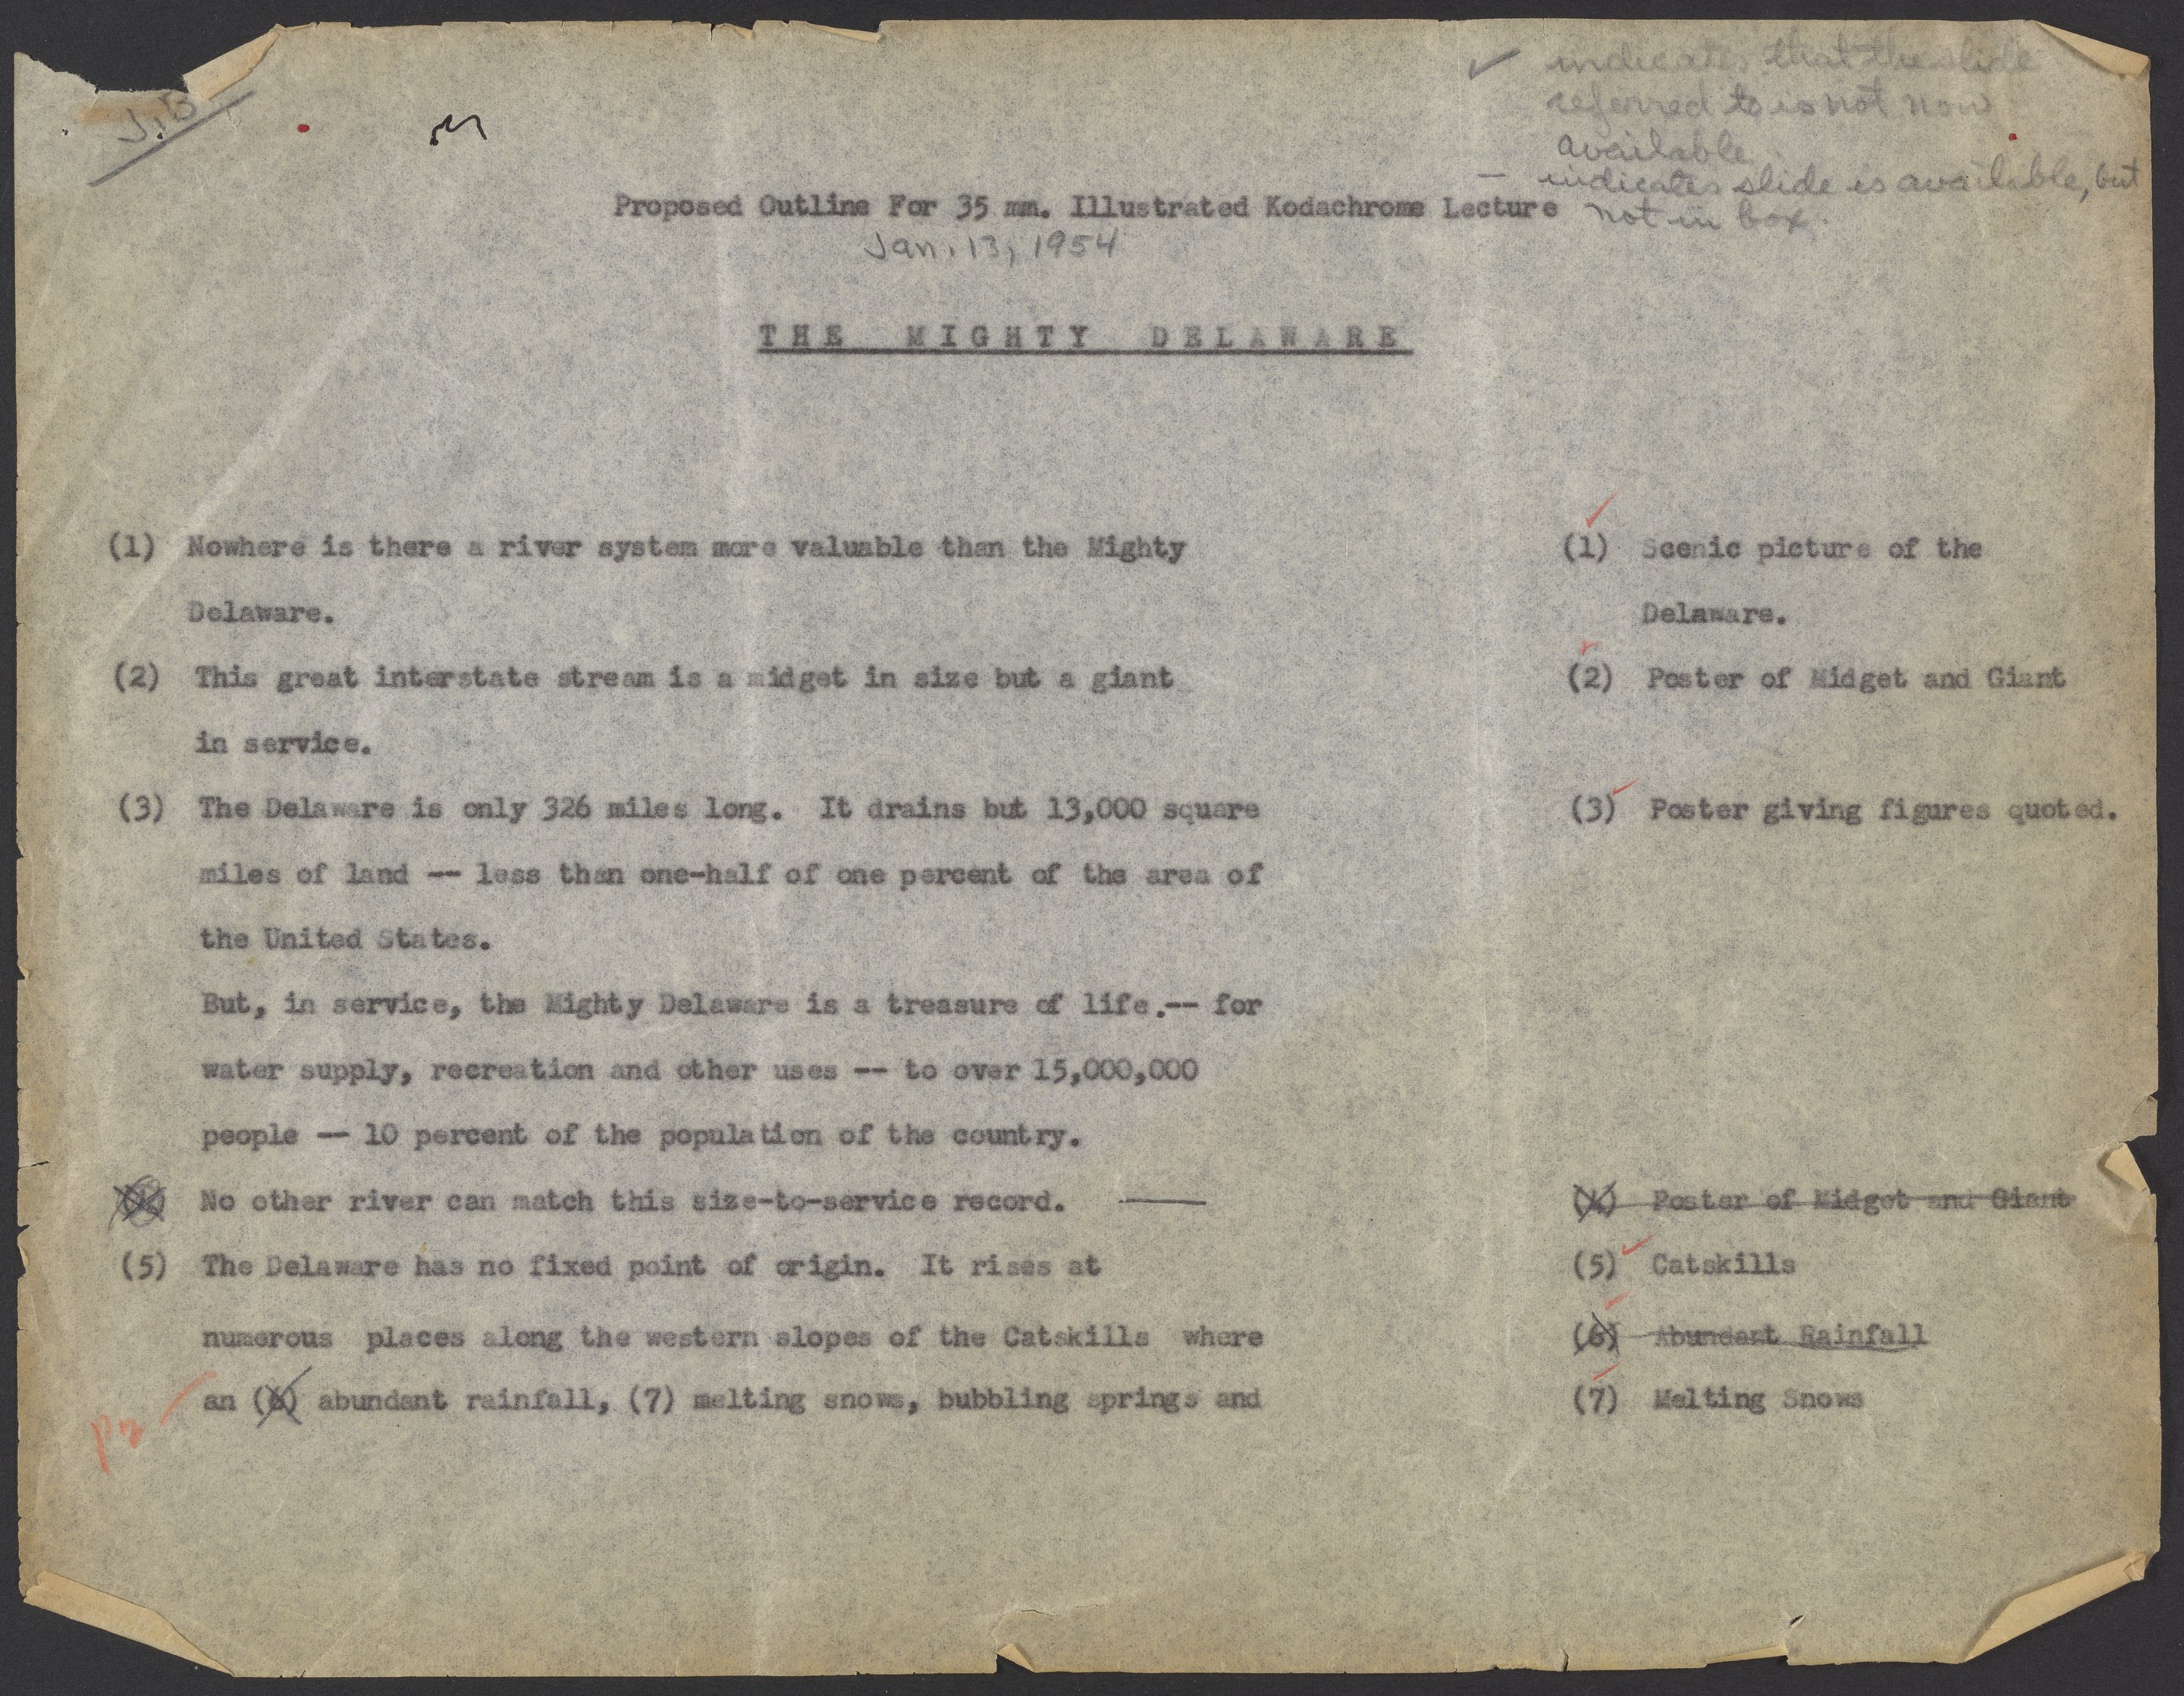 J.B
✓ indicates that the slide
referred to is not now
available
— indicates slide is available, but
not in box.
Proposed Outline For 35 mm. Illustrated Kodachrome Lecture
Jan. 13, 1954
THE MIGHTY DELAWARE
(1) Nowhere is there a river system more valuable than the Mighty
Delaware.
(2) This great interstate stream is a midget in size but a giant
in service.
(3) The Delaware is only 326 miles long. It drains but 13,000 square
miles of land -- less than one-half of one percent of the area of
the United States.
But, in service, the Mighty Delaware is a treasure of life.-- for
water supply, recreation and other uses -- to over 15,000,000
people -- 10 percent of the population of the country.
(4) No other river can match this size-to-service record. —
(5) The Delaware has no fixed point of origin. It rises at
numerous places along the western slopes of the Catskills where
an (6) abundant rainfall, (7) melting snows, bubbling springs and
(1) Scenic picture of the
Delaware.
(2) Poster of Midget and Giant
(3) Poster giving figures quoted.
(4) Poster of Midget and Giant
(5) Catskills
(6) Abundant Rainfall
(7) Melting Snows